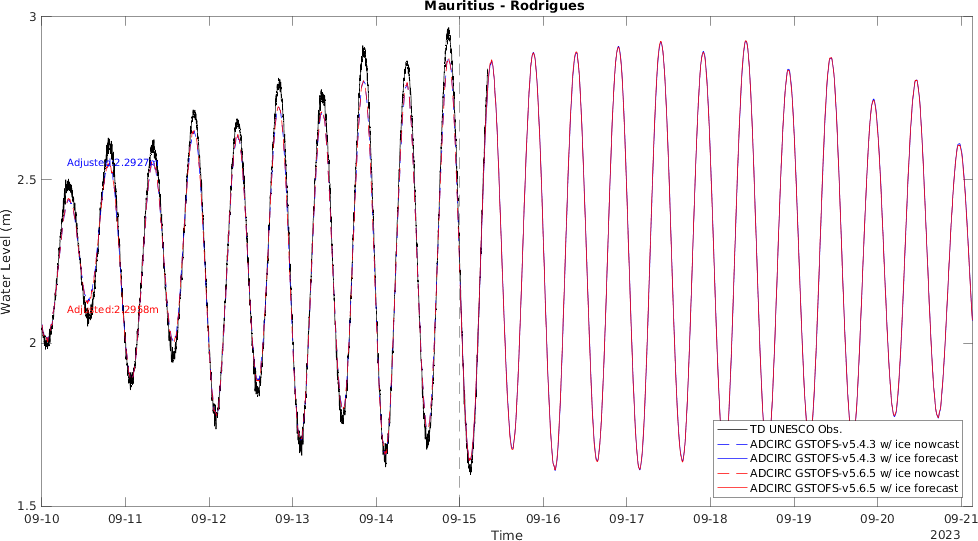 Mauritius - Rodrigues
3
2.5
2
1.5
Water Level (m)
Adjusted:2.2927m
Adjusted:2.2958m
TD UNESCO Obs.
ADCIRC GSTOFS-v5.4.3 w/ ice nowcast
ADCIRC GSTOFS-v5.4.3 w/ ice forecast
ADCIRC GSTOFS-v5.6.5 w/ ice nowcast
ADCIRC GSTOFS-v5.6.5 w/ ice forecast
09-10 09-11 09-12 09-13 09-14 09-15 09-16 09-17 09-18 09-19 09-20 09-21
Time
2023